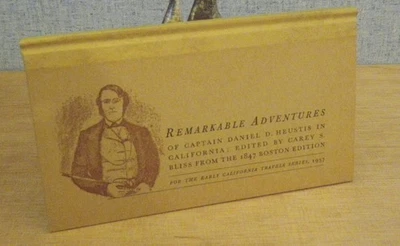 REMARKABLE ADVENTURES
OF CAPTAIN DANIEL D. HEUSTIS IN
CALIFORNIA: EDITED BY CAREY S.
BLISS FROM THE 1847 BOSTON EDITION
FOR THE EARLY CALIFORNIA TRAVELS SERIES, 1957